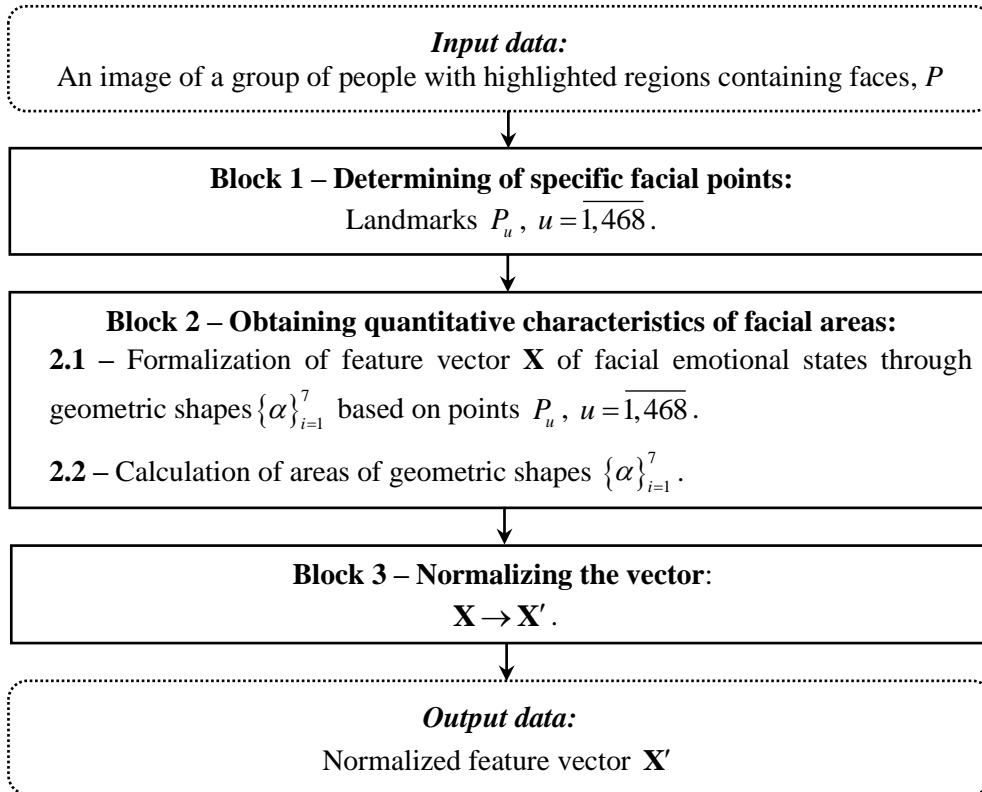 Input data:
An image of a group of people with highlighted regions containing faces, P
Block 1 – Determining of specific facial points:
Landmarks P_u , u = \overline{1,468} .
Block 2 – Obtaining quantitative characteristics of facial areas:
2.1 – Formalization of feature vector X of facial emotional states through
geometric shapes {α}_{i=1}^{7} based on points P_u , u = \overline{1,468} .
2.2 – Calculation of areas of geometric shapes {α}_{i=1}^{7} .
Block 3 – Normalizing the vector:
X → X′ .
Output data:
Normalized feature vector X′